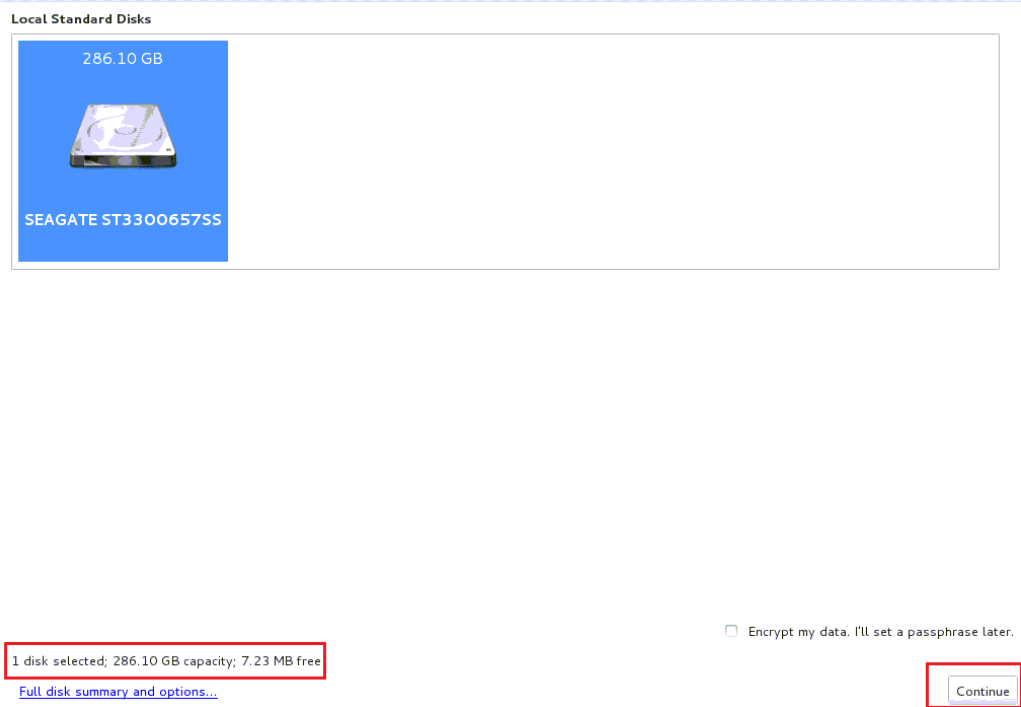 Local Standard Disks
286.10 GB
SEAGATE ST3300657SS
Encrypt my data. I'll set a passphrase later.
1 disk selected; 286.10 GB capacity; 7.23 MB free
Full disk summary and options...
Continue